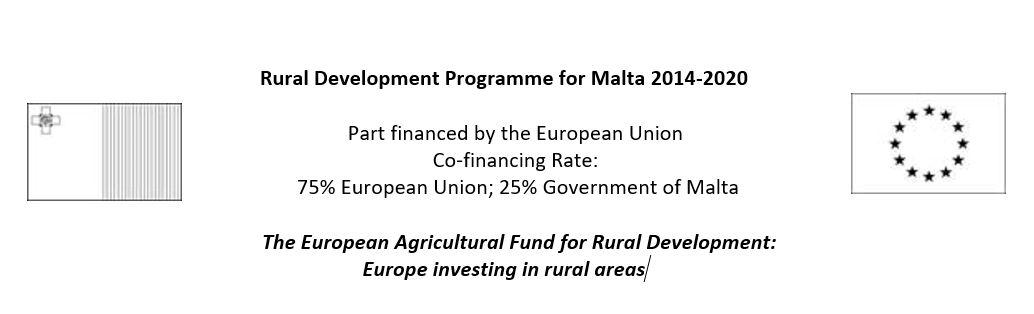 Rural Development Programme for Malta 2014-2020
Part financed by the European Union
Co-financing Rate:
75% European Union; 25% Government of Malta
The European Agricultural Fund for Rural Development:
Europe investing in rural areas